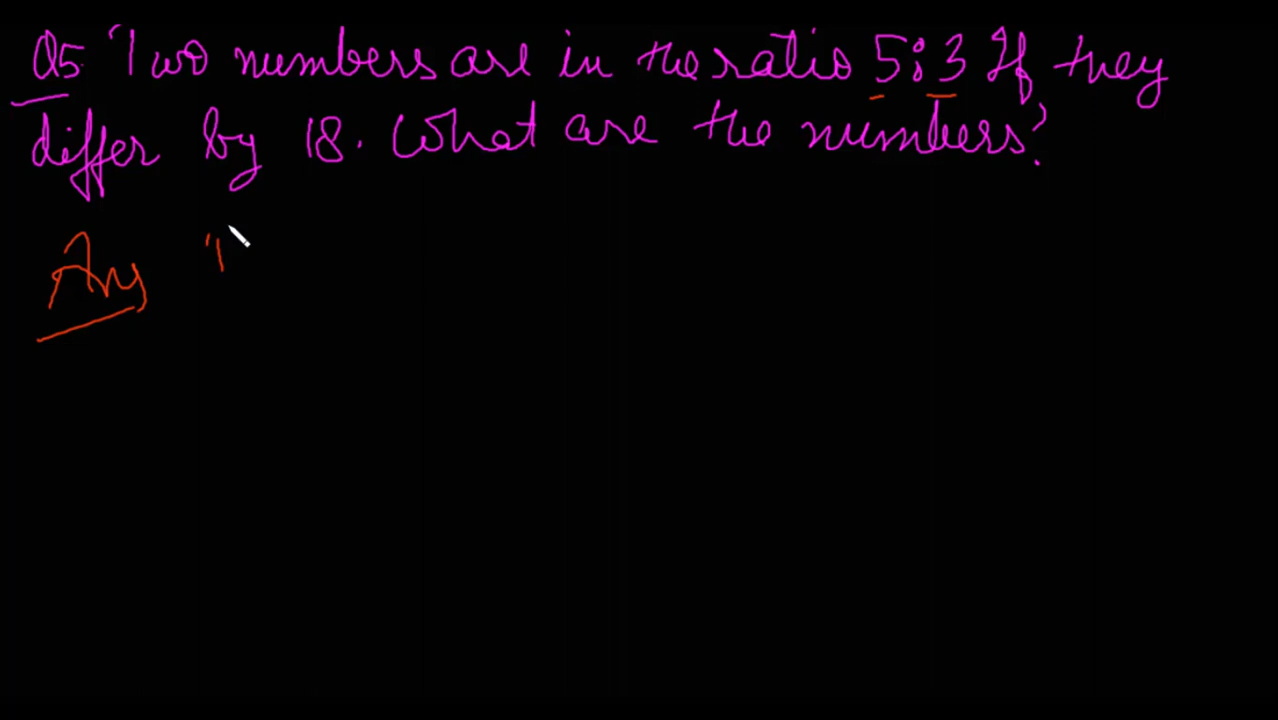 Q5 Two numbers are in the ratio 5:3 If they
differ by 18. What are the numbers?
Ans T